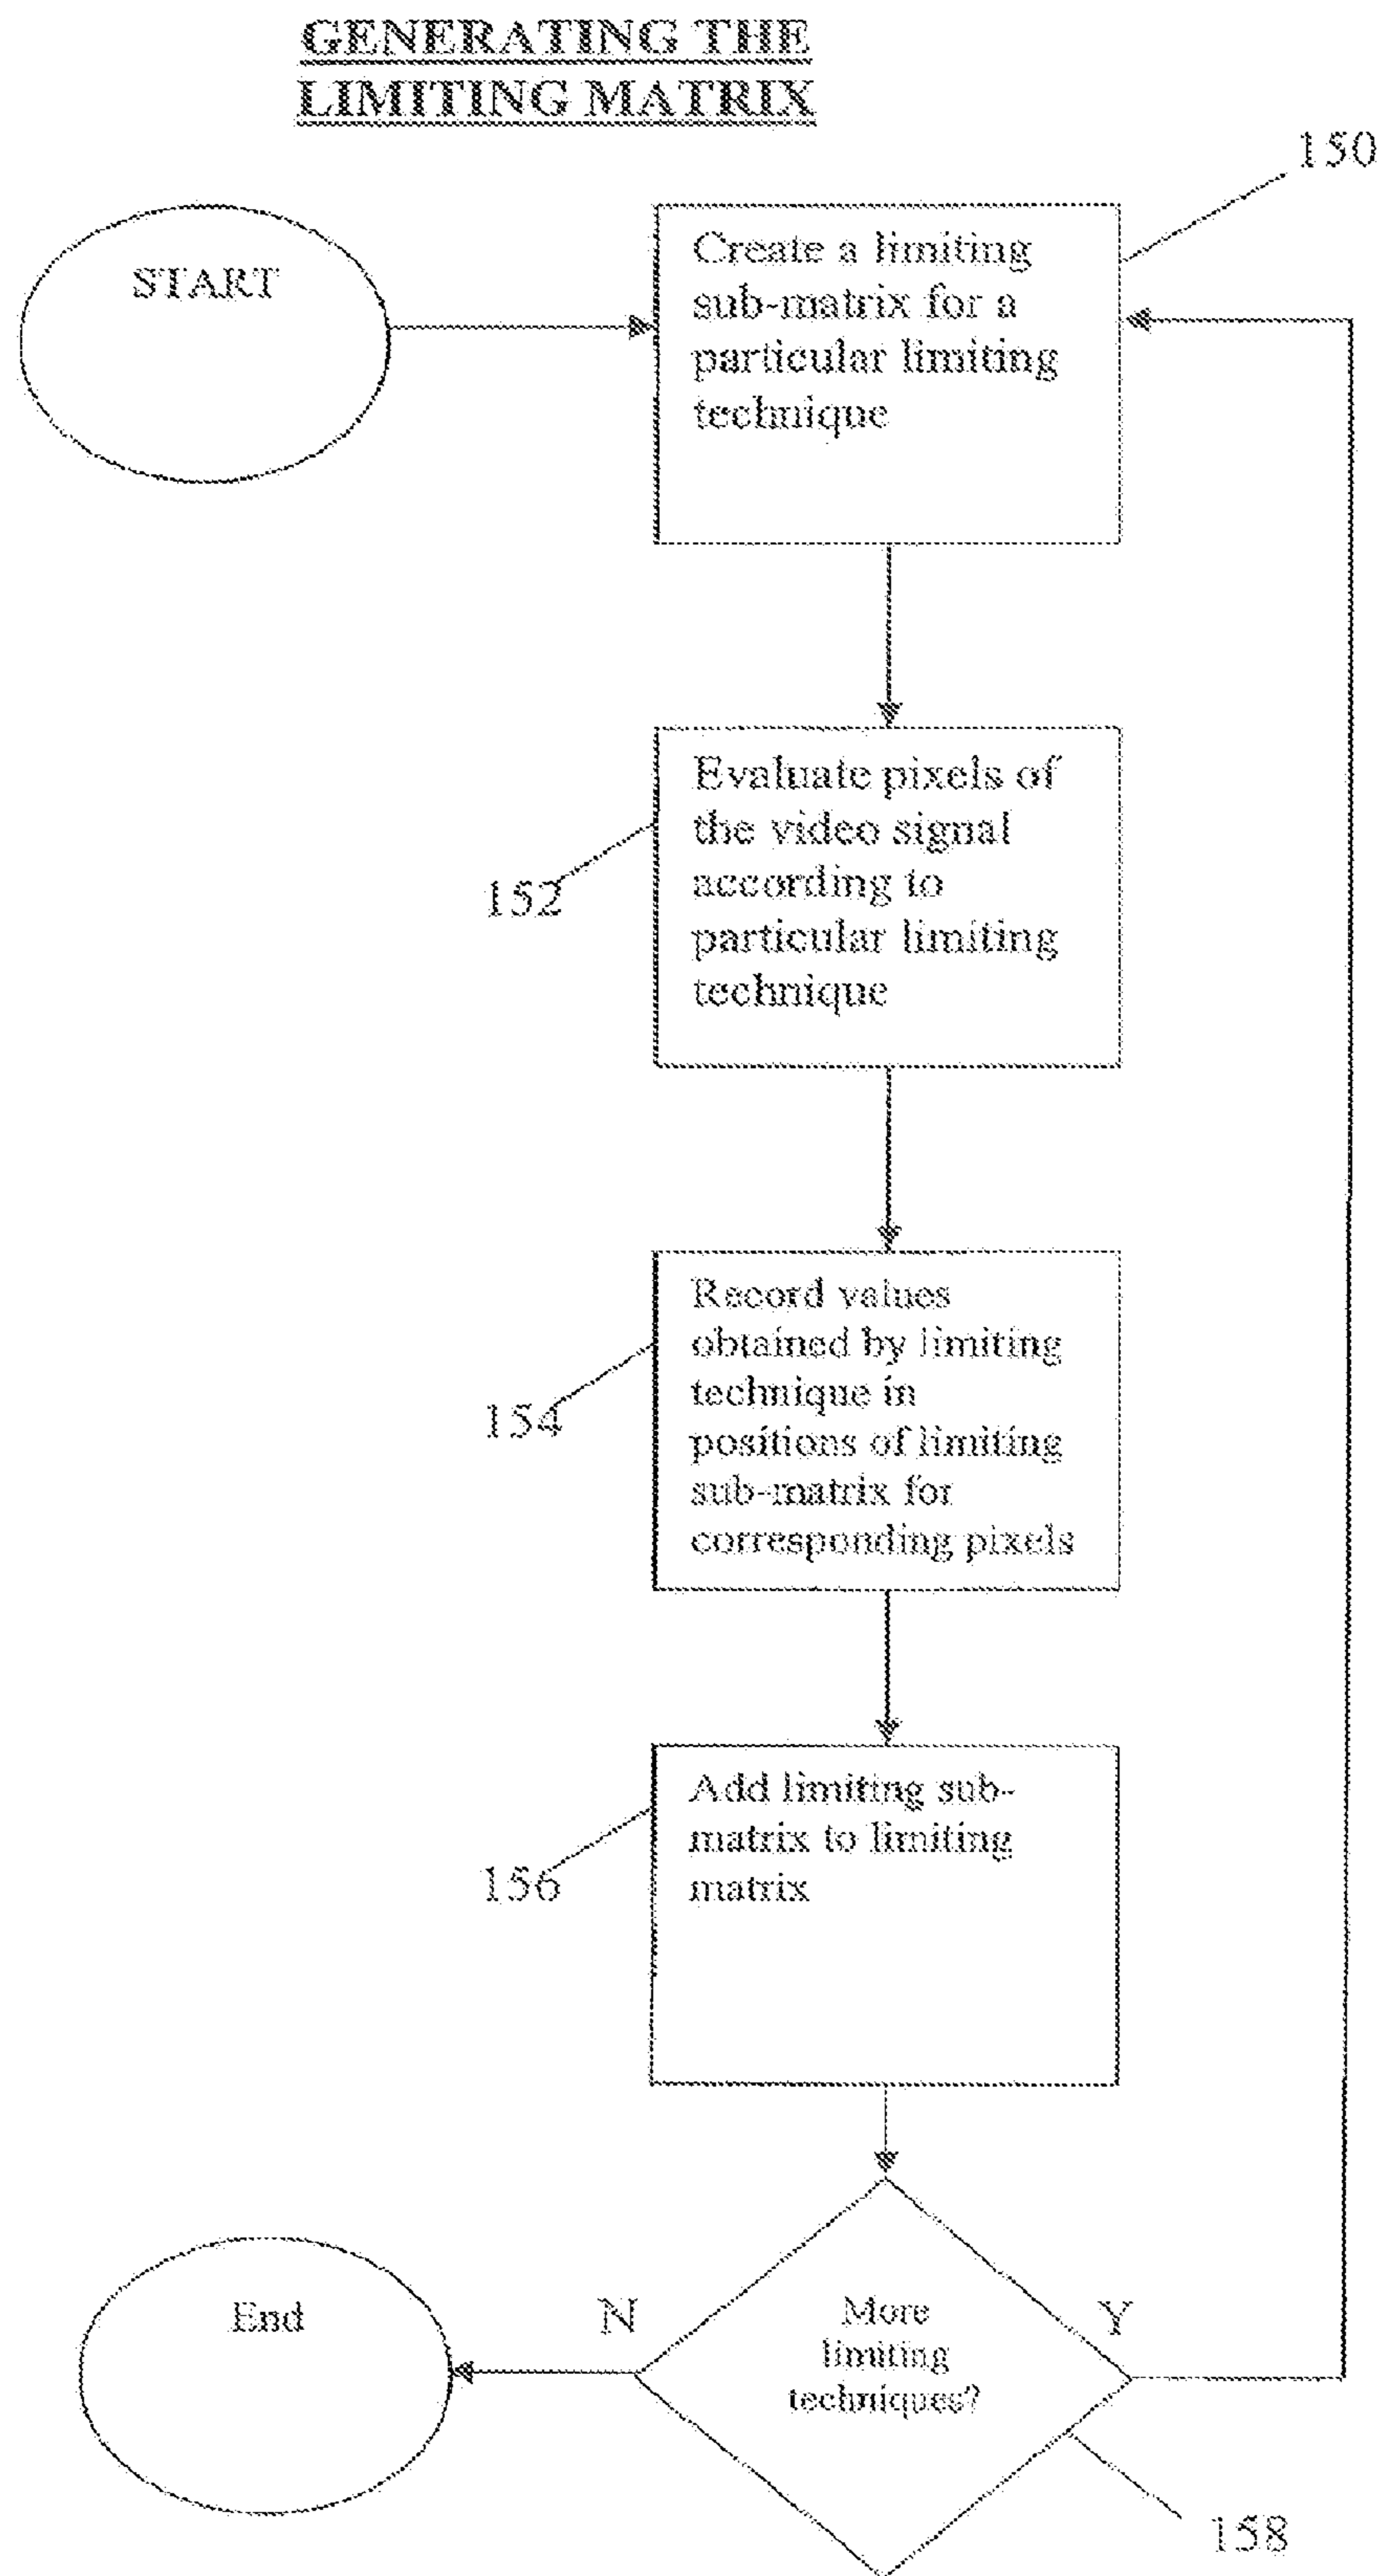 GENERATING THE
LIMITING MATRIX
150
START
Create a limiting
sub-matrix for a
particular limiting
technique
Evaluate pixels of
the video signal
according to
particular limiting
technique
152
Record values
obtained by limiting
technique in
positions of limiting
sub-matrix for
corresponding pixels
154
Add limiting sub-
matrix to limiting
matrix
156
End
N
More
limiting
techniques?
Y
158